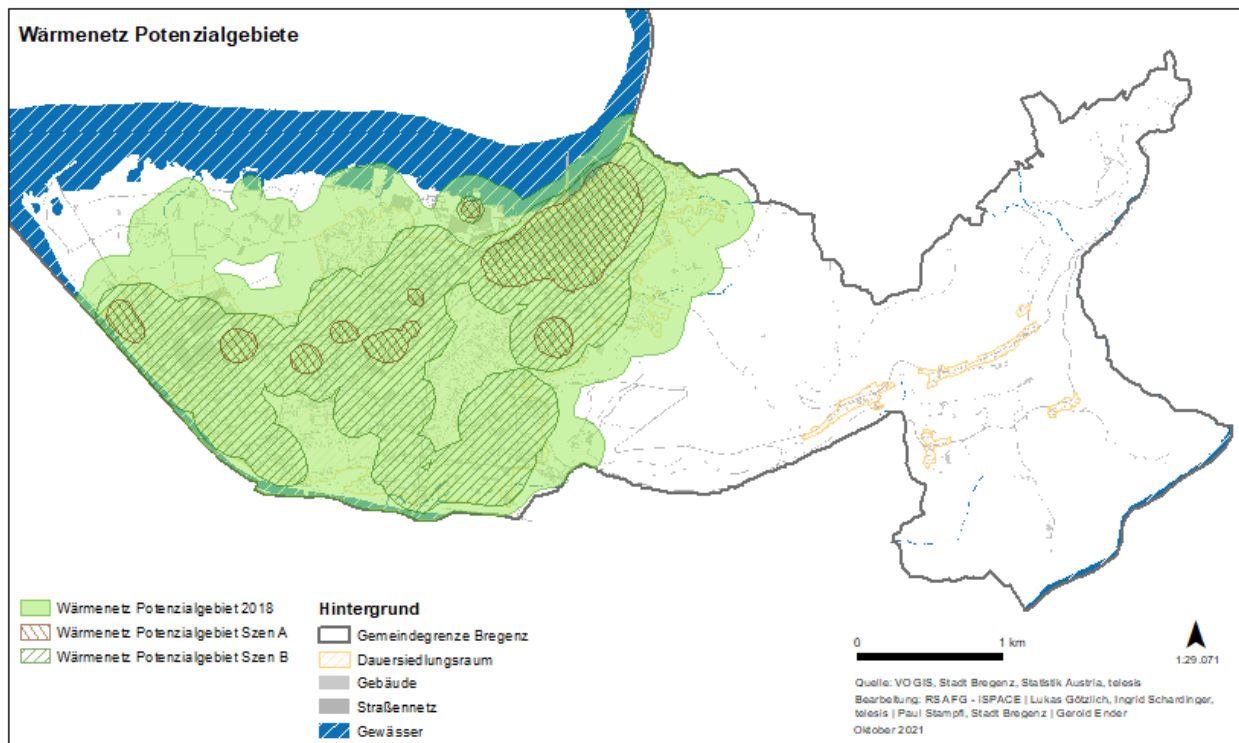 Wärmenetz Potenzialgebiete
Wärmenetz Potenzialgebiet 2018
Wärmenetz Potenzialgebiet Szen A
Wärmenetz Potenzialgebiet Szen B
Hintergrund
Gemeindegrenze Bregenz
Dauersiedlungsraum
Gebäude
Straßennetz
Gewässer
0 1 km
1:29.071
Quelle: VOGIS, Stadt Bregenz, Statistik Austria, telesis
Bearbeitung: RSA FG - iSPACE | Lukas Götzlich, Ingrid Schardinger,
telesis | Paul Stampfl, Stadt Bregenz | Gerold Ender
Oktober 2021